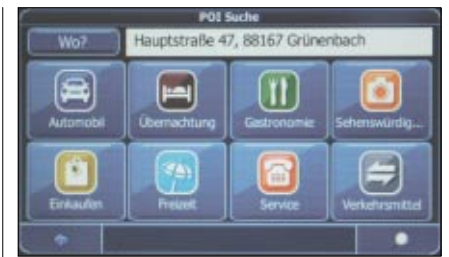 POI Suche
Wo? Hauptstraße 47, 88167 Grünenbach
Automobil Übernachtung Gastronomie Sehenswürdig...
Einkaufen Freizeit Service Verkehrsmittel